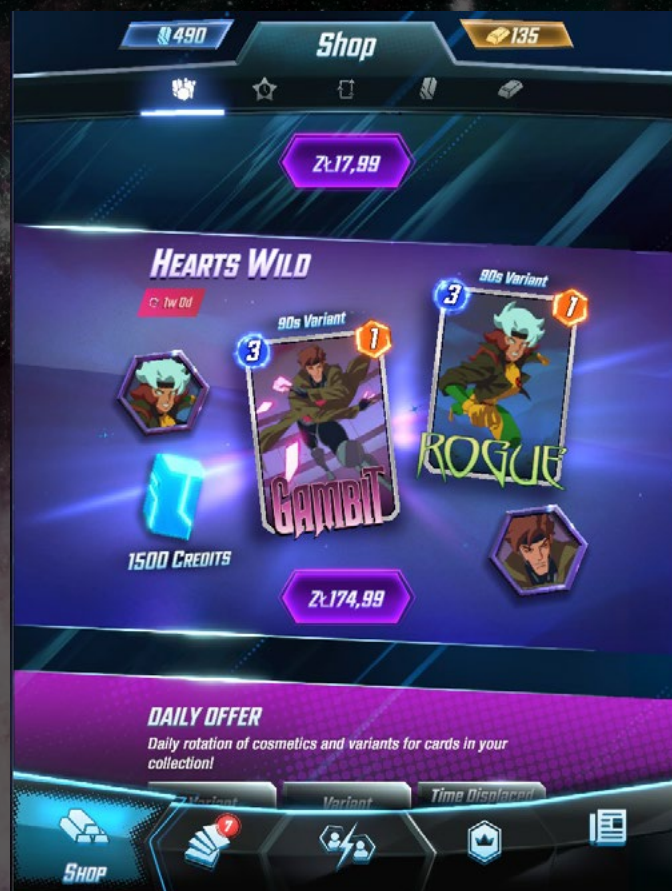 490
Shop
135
ZŁ17,99
HEARTS WILD
1w 0d
90s Variant
3
1
GAMBIT
90s Variant
3
1
ROGUE
1500 CREDITS
ZŁ174,99
DAILY OFFER
Daily rotation of cosmetics and variants for cards in your
collection!
Variant
Variant
Time Displaced
7
SHOP